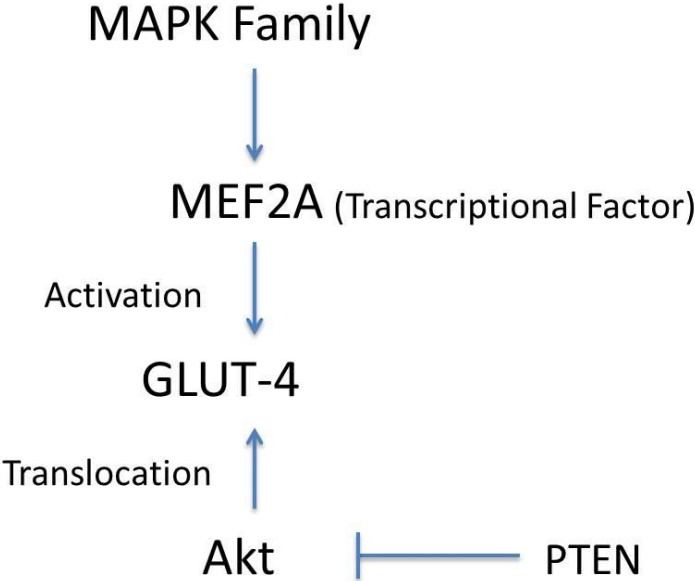 MAPK Family
MEF2A (Transcriptional Factor)
Activation
GLUT-4
Translocation
Akt
PTEN